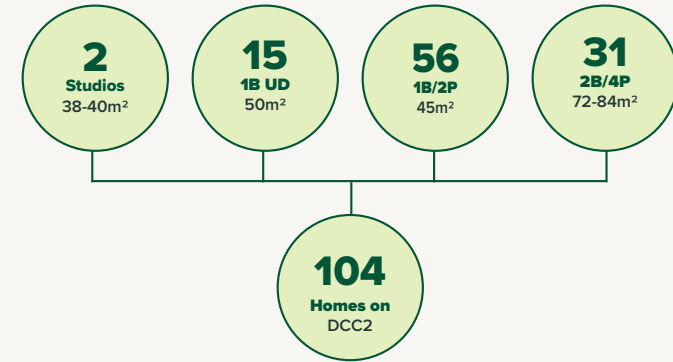 2
Studios
38-40m²
15
1B UD
50m²
56
1B/2P
45m²
31
2B/4P
72-84m²
104
Homes on
DCC2